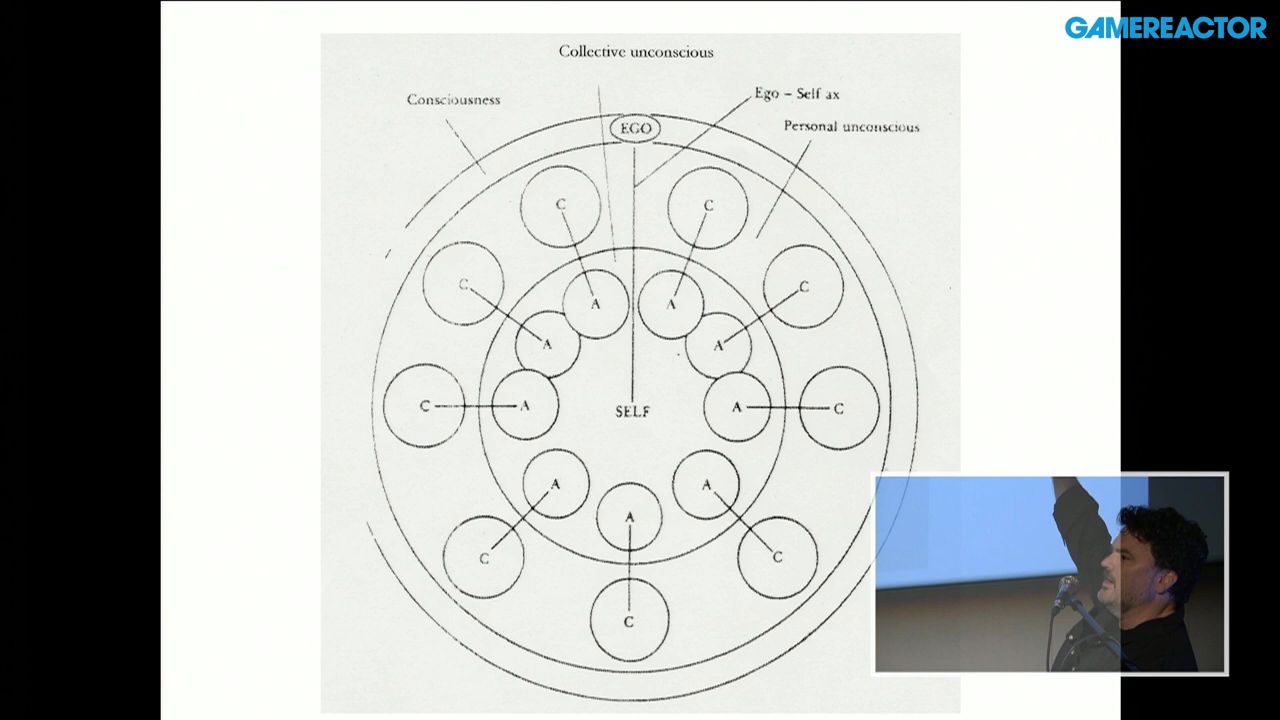 GAMEREACTOR
Collective unconscious
Consciousness
Ego – Self ax
Personal unconscious
EGO
C
C
C
C
A
A
A
A
C
A
SELF
A
C
A
A
A
C
C
C